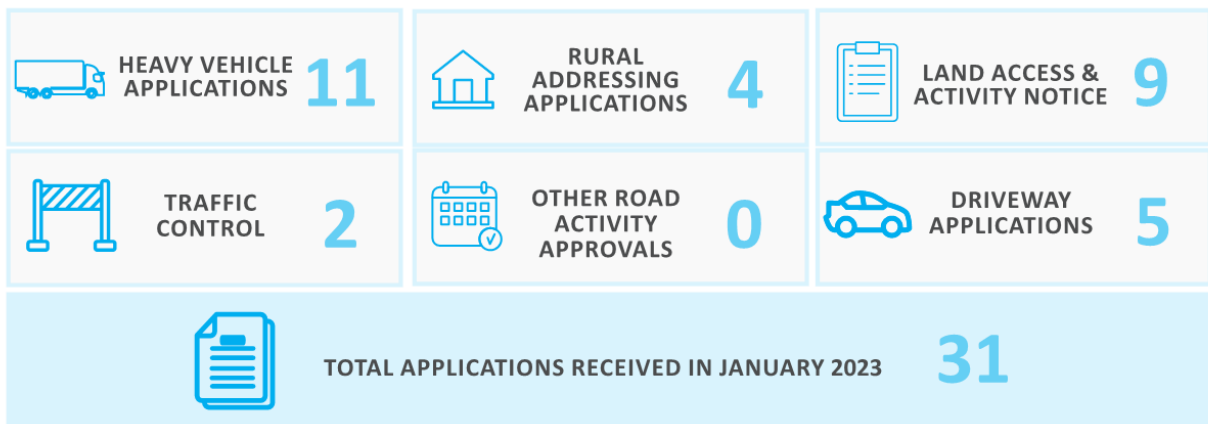 HEAVY VEHICLE
APPLICATIONS
11
RURAL
ADDRESSING
APPLICATIONS
4
LAND ACCESS &
ACTIVITY NOTICE
9
TRAFFIC
CONTROL
2
OTHER ROAD
ACTIVITY
APPROVALS
0
DRIVEWAY
APPLICATIONS
5
TOTAL APPLICATIONS RECEIVED IN JANUARY 2023
31